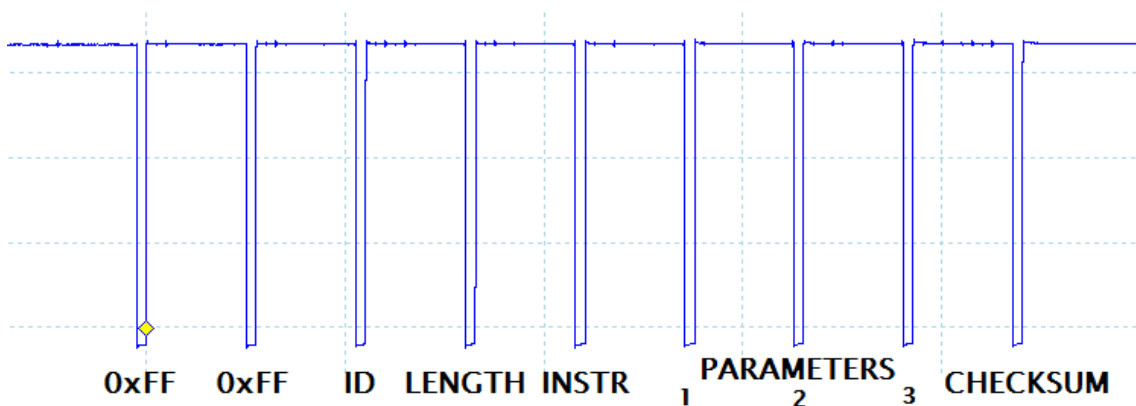 0xFF 0xFF ID LENGTH INSTR PARAMETERS CHECKSUM
1 2 3